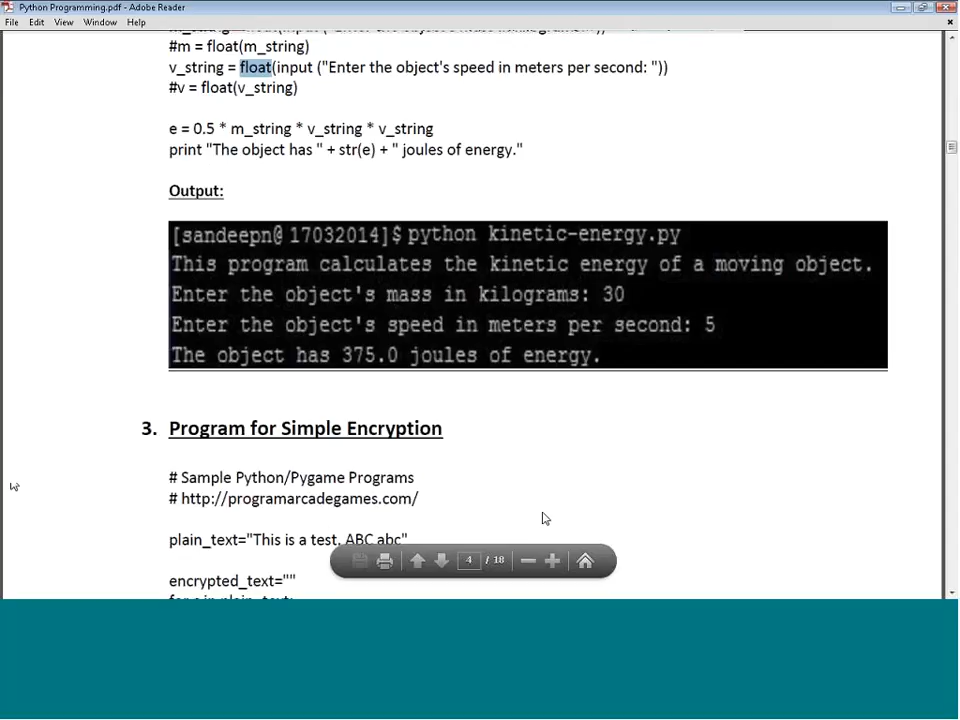 Python Programming.pdf - Adobe Reader
File Edit View Window Help
#m = float(m_string)
v_string = float(input ("Enter the object's speed in meters per second: "))
#v = float(v_string)
e = 0.5 * m_string * v_string * v_string
print "The object has " + str(e) + " joules of energy."
Output:
[sandeepn@ 17032014]$ python kinetic-energy.py
This program calculates the kinetic energy of a moving object.
Enter the object's mass in kilograms: 30
Enter the object's speed in meters per second: 5
The object has 375.0 joules of energy.
3. Program for Simple Encryption
# Sample Python/Pygame Programs
# http://programarcadegames.com/
plain_text="This is a test. ABC abc"
4 / 18
encrypted_text=""